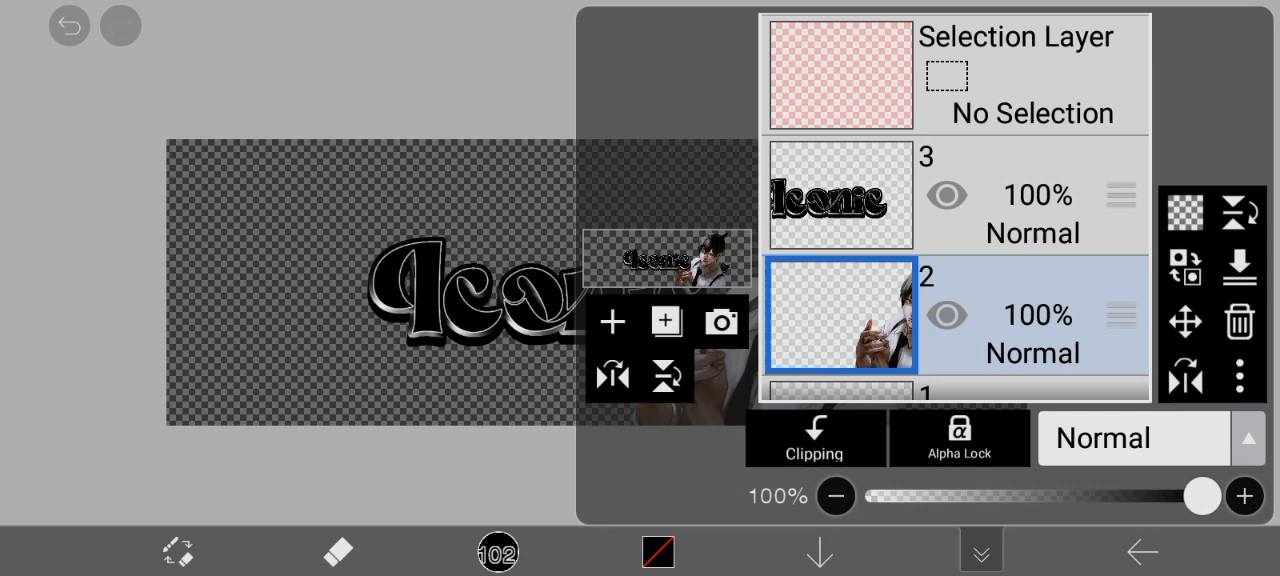 Selection Layer
No Selection
3
100%
Normal
Iconic
2
100%
Normal
1
Iconic
Clipping
α
Alpha Lock
Normal
100%
102